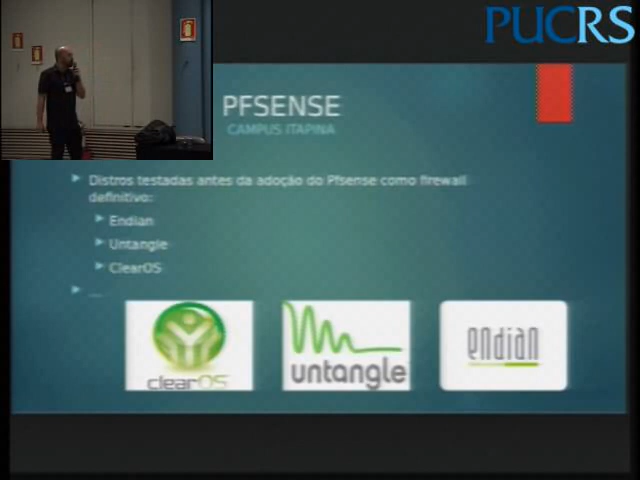 PUCRS
PFSENSE
CAMPUS ITAPINA
Distros testadas antes da adoção do Pfsense como firewall
definitivo:
Endian
Untangle
ClearOS
...
clearOS
untangle
endian